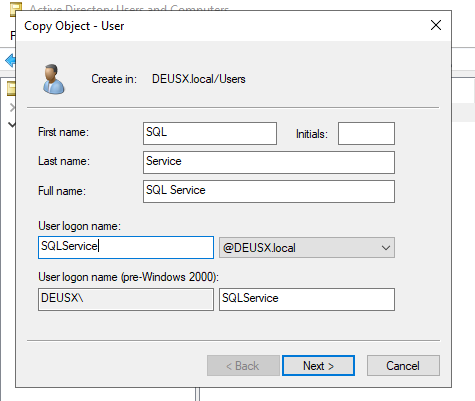 Active Directory Users and Computers
Copy Object - User
Create in: DEUSX.local/Users
First name: SQL Initials:
Last name: Service
Full name: SQL Service
User logon name:
SQLService @DEUSX.local
User logon name (pre-Windows 2000):
DEUSX\ SQLService
< Back Next > Cancel